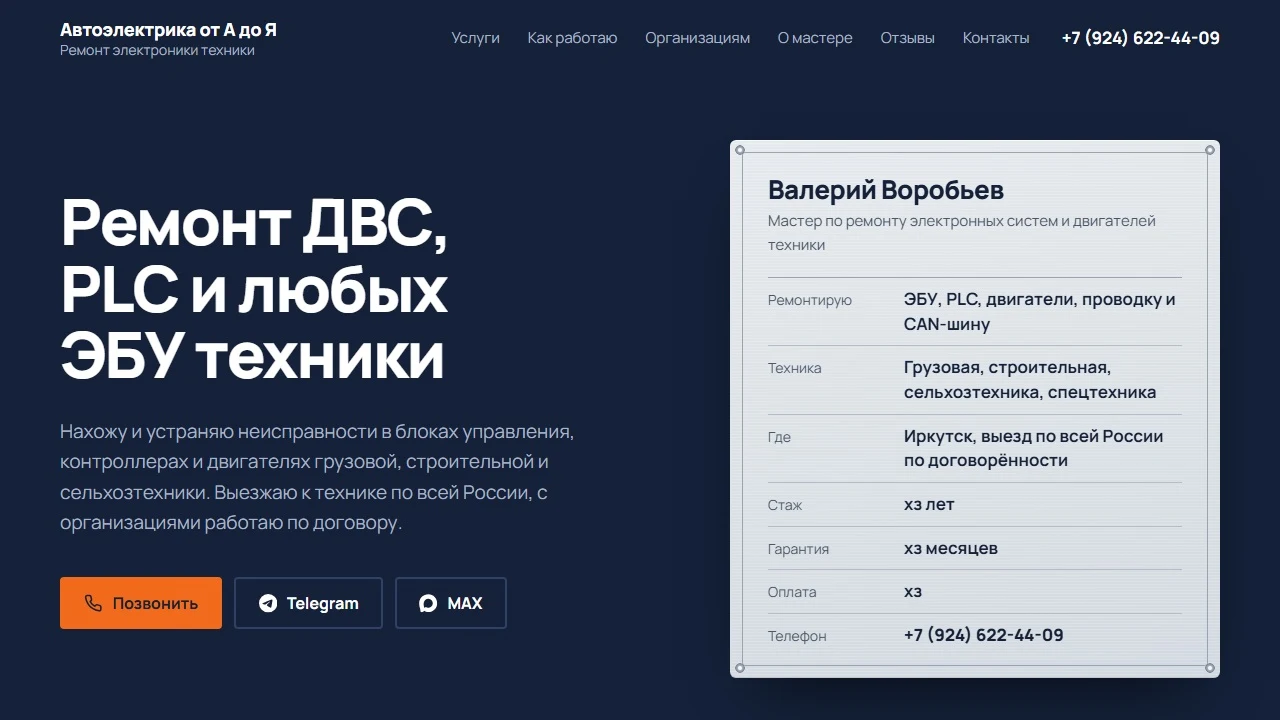 Автоэлектрика от А до Я
Ремонт электроники техники
Услуги
Как работаю
Организациям
О мастере
Отзывы
Контакты
+7 (924) 622-44-09
Ремонт ДВС,
PLC и любых
ЭБУ техники
Нахожу и устраняю неисправности в блоках управления,
контроллерах и двигателях грузовой, строительной и
сельхозтехники. Выезжаю к технике по всей России, с
организациями работаю по договору.
Позвонить
Telegram
MAX
Валерий Воробьев
Мастер по ремонту электронных систем и двигателей
техники
Ремонтирую
ЭБУ, PLC, двигатели, проводку и
CAN-шину
Техника
Грузовая, строительная,
сельхозтехника, спецтехника
Где
Иркутск, выезд по всей России
по договорённости
Стаж
хз лет
Гарантия
хз месяцев
Оплата
хз
Телефон
+7 (924) 622-44-09